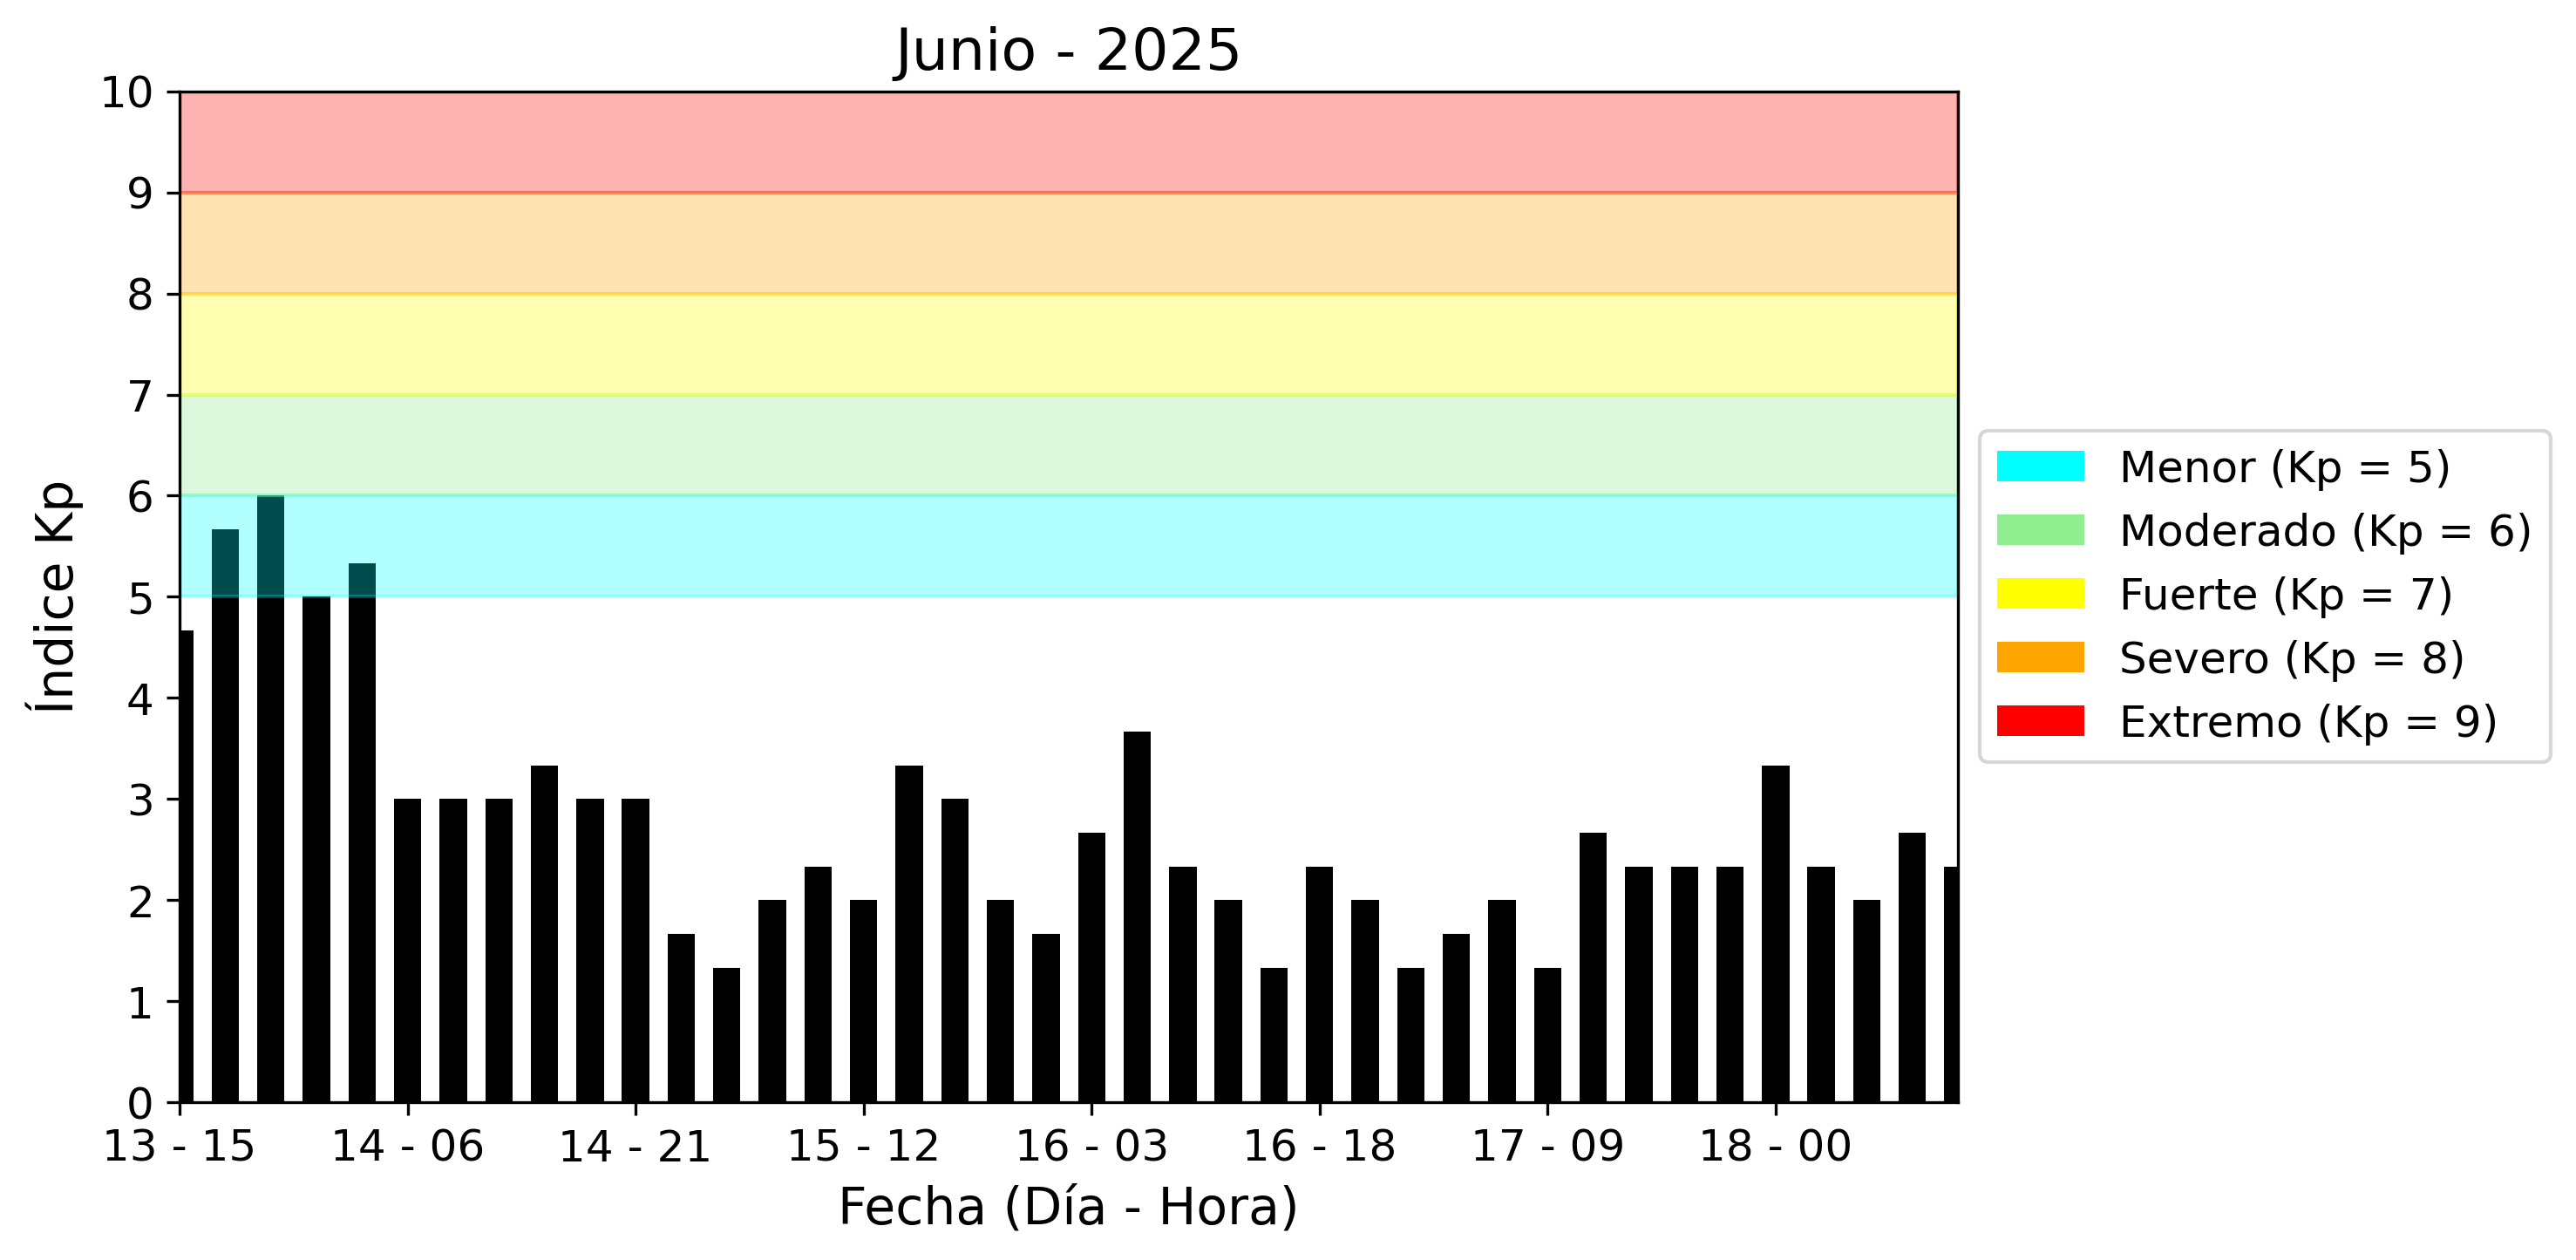 Junio - 2025
10
9
8
7
6
5
4
3
2
1
0
Índice Kp
13 - 15 14 - 06 14 - 21 15 - 12 16 - 03 16 - 18 17 - 09 18 - 00
Fecha (Día - Hora)
Menor (Kp = 5)
Moderado (Kp = 6)
Fuerte (Kp = 7)
Severo (Kp = 8)
Extremo (Kp = 9)